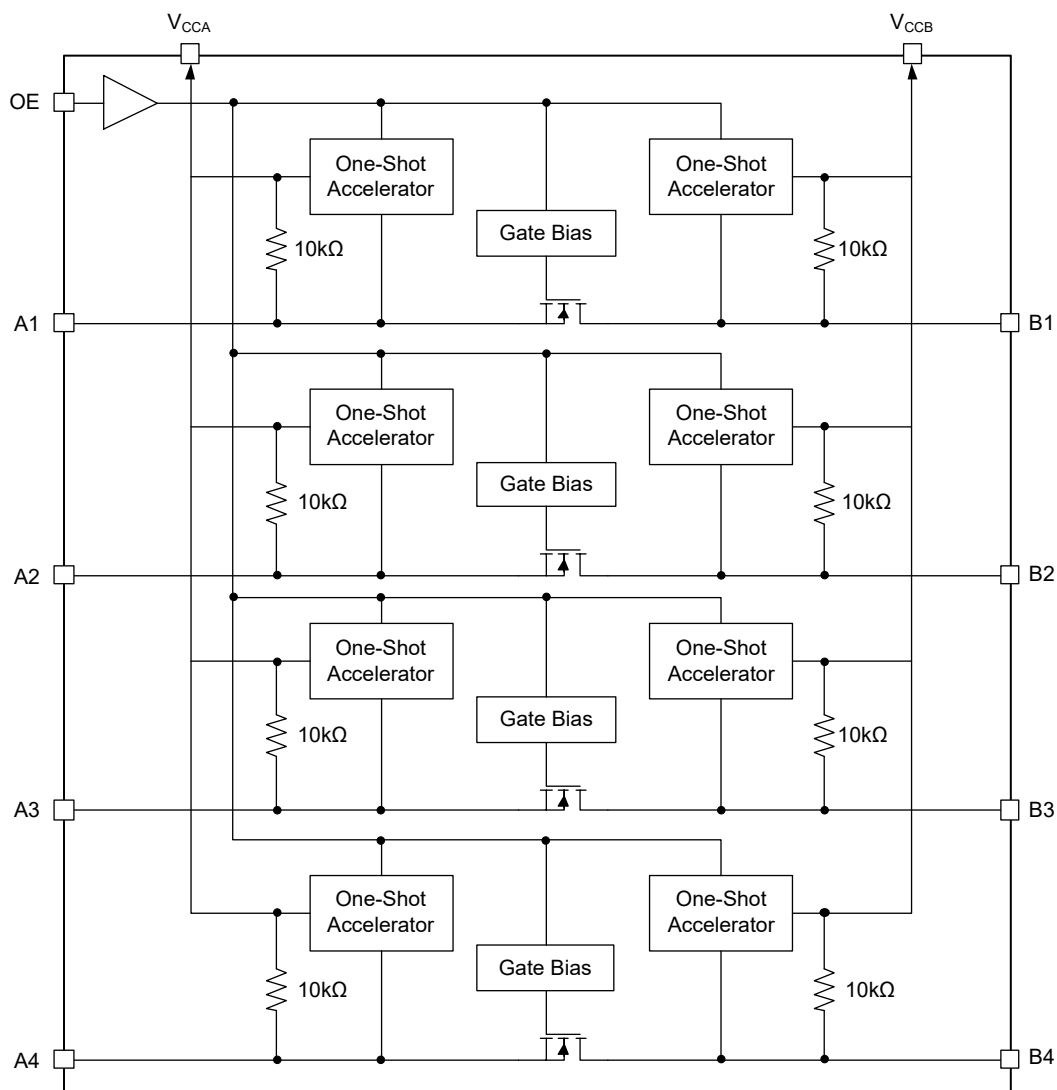 VCCA
VCCB
OE
One-Shot
Accelerator
One-Shot
Accelerator
Gate Bias
10kΩ
10kΩ
A1
B1
One-Shot
Accelerator
One-Shot
Accelerator
Gate Bias
10kΩ
10kΩ
A2
B2
One-Shot
Accelerator
One-Shot
Accelerator
Gate Bias
10kΩ
10kΩ
A3
B3
One-Shot
Accelerator
One-Shot
Accelerator
Gate Bias
10kΩ
10kΩ
A4
B4